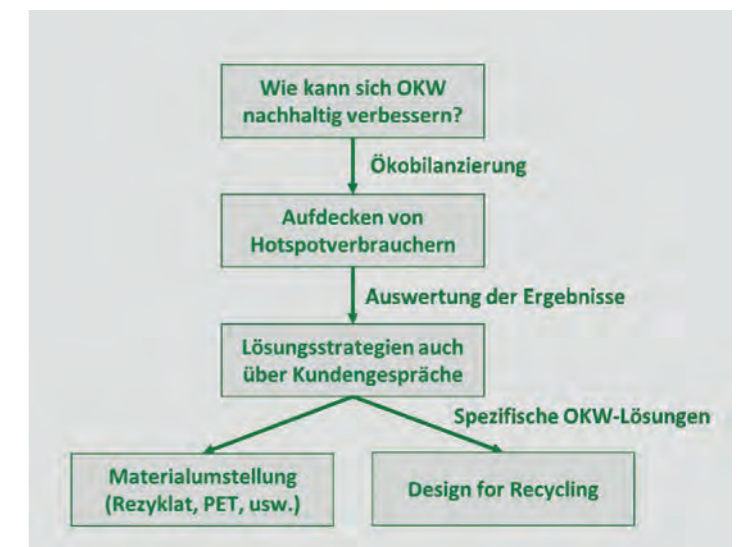 Wie kann sich OKW
nachhaltig verbessern?
Ökobilanzierung
Aufdecken von
Hotspotverbrauchern
Auswertung der Ergebnisse
Lösungsstrategien auch
über Kundengespräche
Spezifische OKW-Lösungen
Materialumstellung
(Rezyklat, PET, usw.)
Design for Recycling